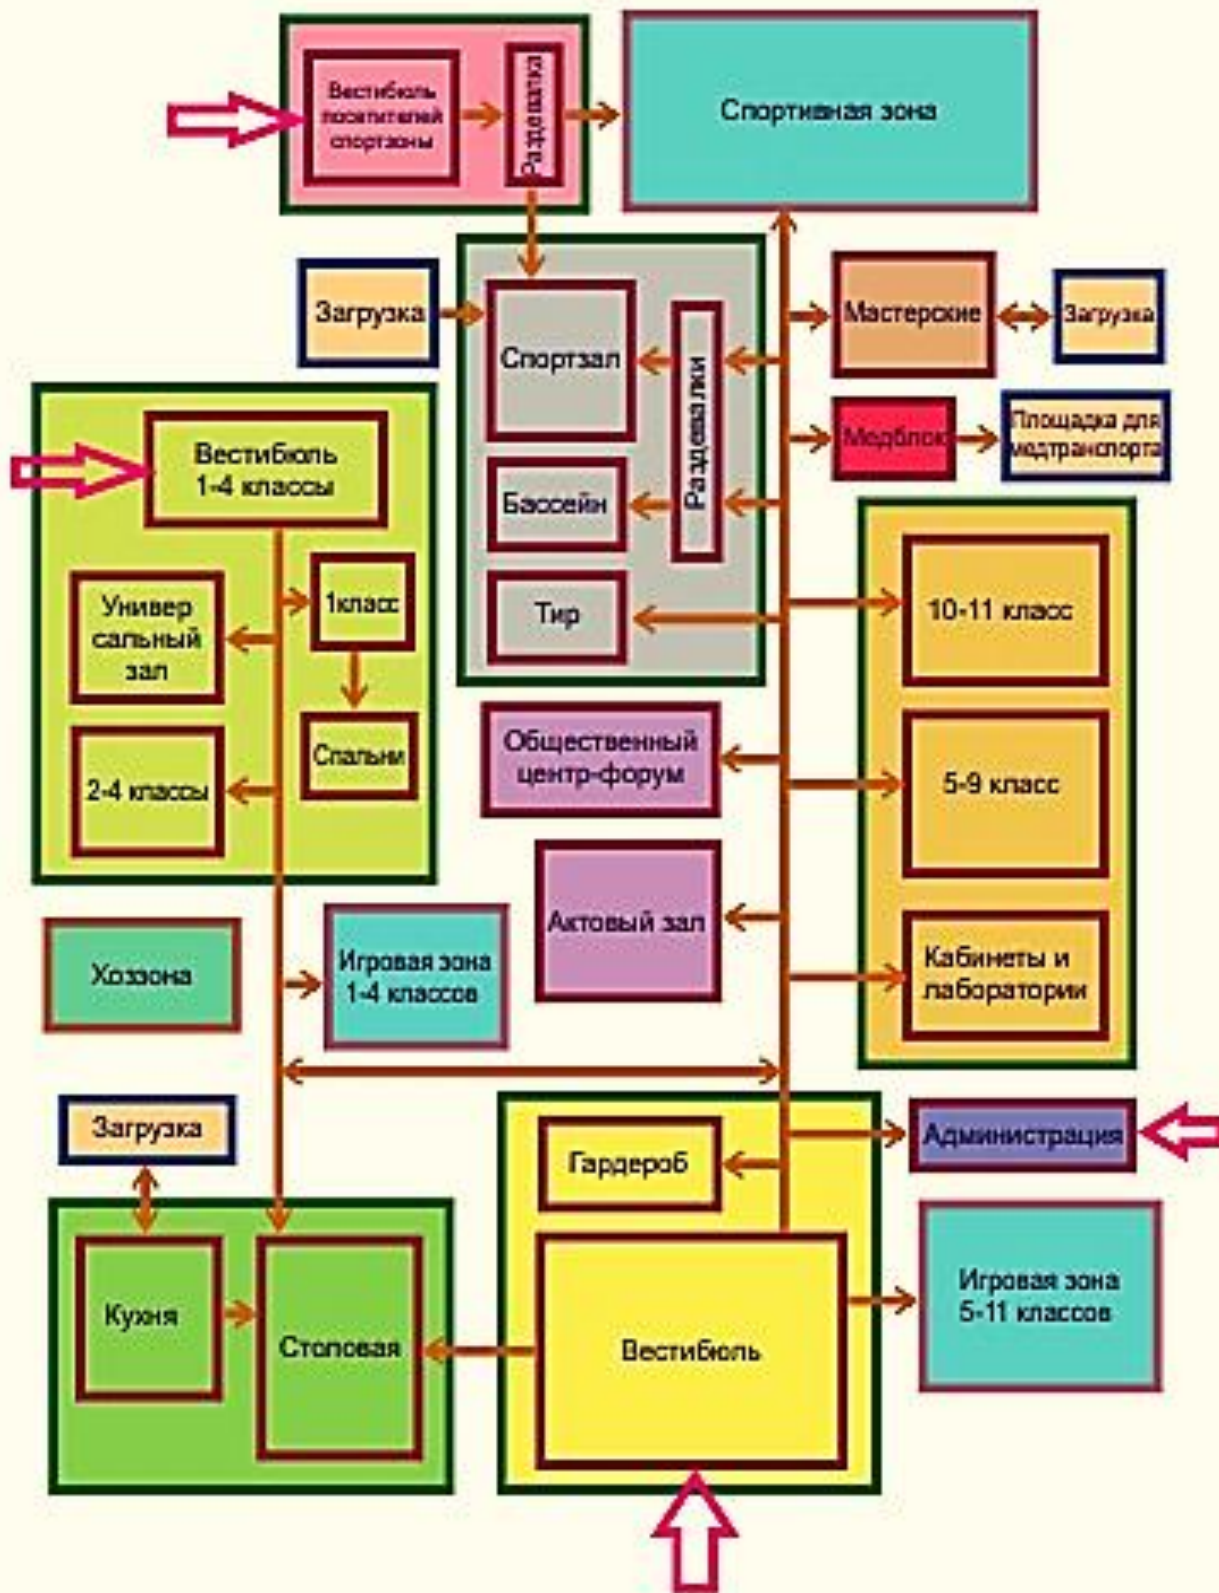 Вестибюль
посетителей
спортзоны
Раздевалка
Спортивная зона
Загрузка
Спортзал
Раздевалки
Бассейн
Тир
Мастерские
Загрузка
Медблок
Площадка для
медтранспорта
Вестибюль
1-4 классы
Универ
сальный
зал
1класс
2-4 классы
Спальни
10-11 класс
5-9 класс
Кабинеты и
лаборатории
Общественный
центр-форум
Актовый зал
Хоззона
Игровая зона
1-4 классов
Загрузка
Кухня
Столовая
Гардероб
Вестибюль
Администрация
Игровая зона
5-11 классов